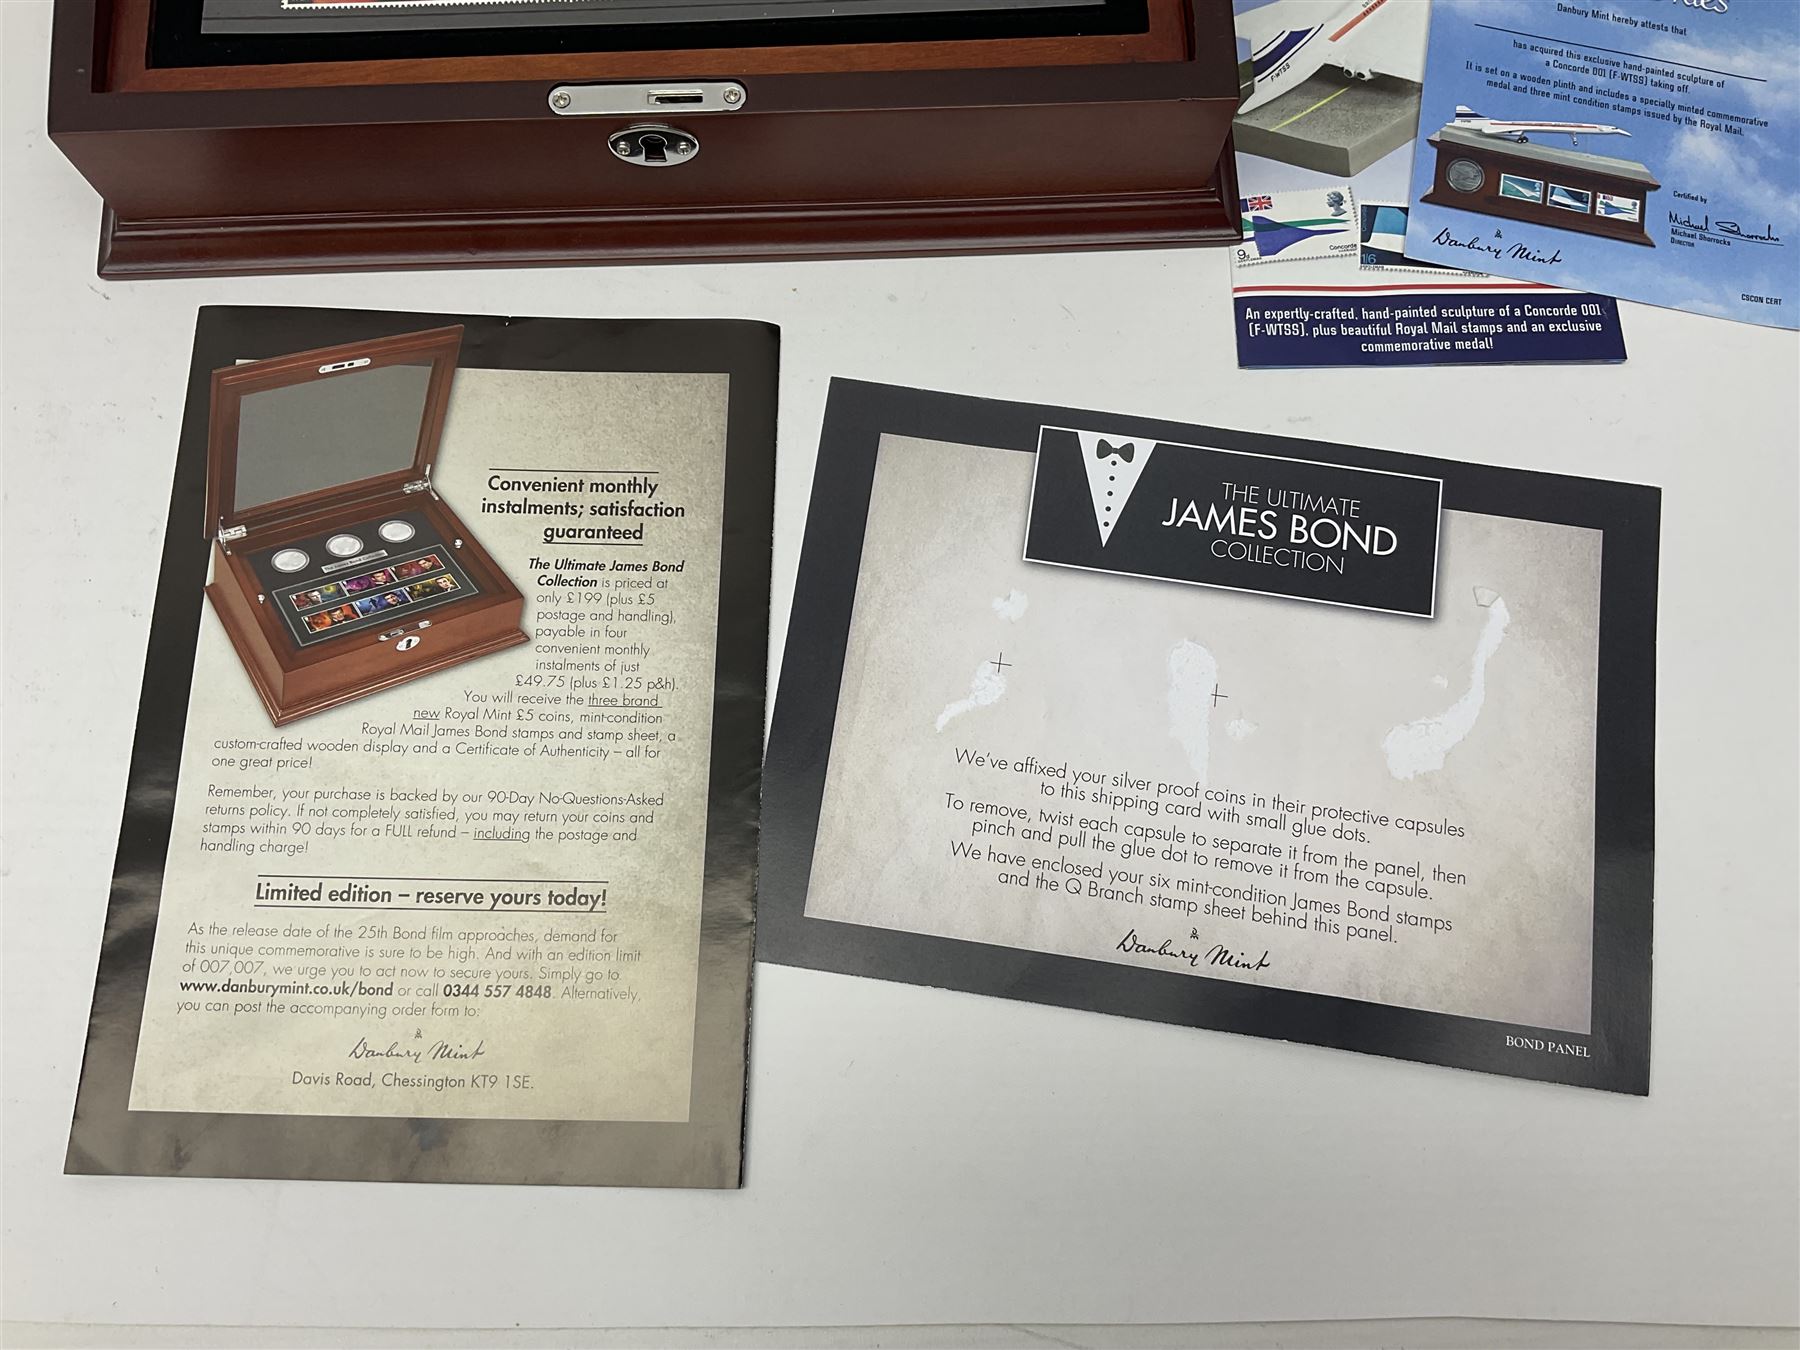 Danbury Mint hereby attests that
has acquired this exclusive hand-painted sculpture of
a Concorde 001 (F-WTSS) taking off.
It is set on a wooden plinth and includes a specially minted commemorative
medal and three mint condition stamps issued by the Royal Mail.
Certified by
Michael Shorrocks
Michael Shorrocks
DIRECTOR
Danbury Mint
CSCON CERT
F-WTSS
9d
Concorde
1/6
An expertly-crafted, hand-painted sculpture of a Concorde 001
(F-WTSS), plus beautiful Royal Mail stamps and an exclusive
commemorative medal!
Convenient monthly
instalments; satisfaction
guaranteed
The Ultimate James Bond
Collection is priced at
only £199 (plus £5
postage and handling),
payable in four
convenient monthly
instalments of just
£49.75 (plus £1.25 p&h).
You will receive the three brand
new Royal Mint £5 coins, mint-condition
Royal Mail James Bond stamps and stamp sheet, a
custom-crafted wooden display and a Certificate of Authenticity – all for
one great price!
Remember, your purchase is backed by our 90-Day No-Questions-Asked
returns policy. If not completely satisfied, you may return your coins and
stamps within 90 days for a FULL refund – including the postage and
handling charge!
Limited edition – reserve yours today!
As the release date of the 25th Bond film approaches, demand for
this unique commemorative is sure to be high. And with an edition limit
of 007,007, we urge you to act now to secure yours. Simply go to
www.danburymint.co.uk/bond or call 0344 557 4848. Alternatively,
you can post the accompanying order form to:
Danbury Mint
Davis Road, Chessington KT9 1SE.
THE ULTIMATE
JAMES BOND
COLLECTION
We've affixed your silver proof coins in their protective capsules
to this shipping card with small glue dots.
To remove, twist each capsule to separate it from the panel, then
pinch and pull the glue dot to remove it from the capsule.
We have enclosed your six mint-condition James Bond stamps
and the Q Branch stamp sheet behind this panel.
Danbury Mint
BOND PANEL